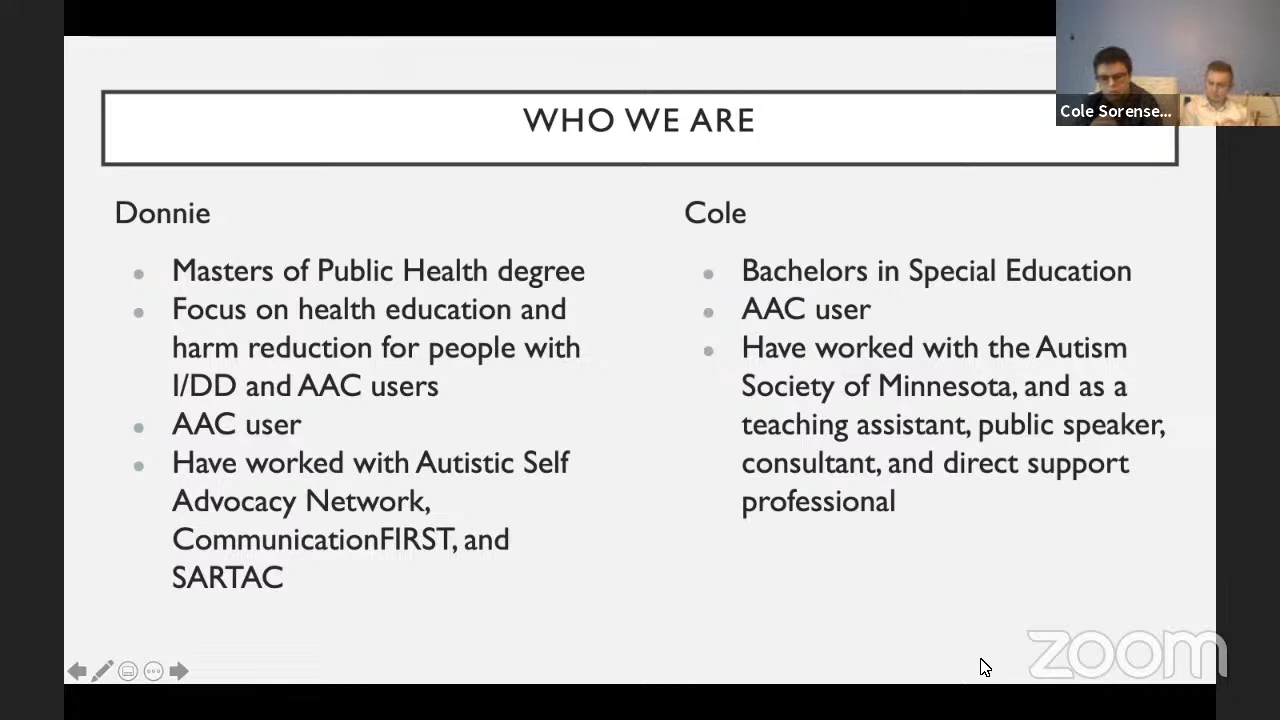 WHO WE ARE
Cole Sorense...
Donnie
Masters of Public Health degree
Focus on health education and
harm reduction for people with
I/DD and AAC users
AAC user
Have worked with Autistic Self
Advocacy Network,
CommunicationFIRST, and
SARTAC
Cole
Bachelors in Special Education
AAC user
Have worked with the Autism
Society of Minnesota, and as a
teaching assistant, public speaker,
consultant, and direct support
professional
zoom